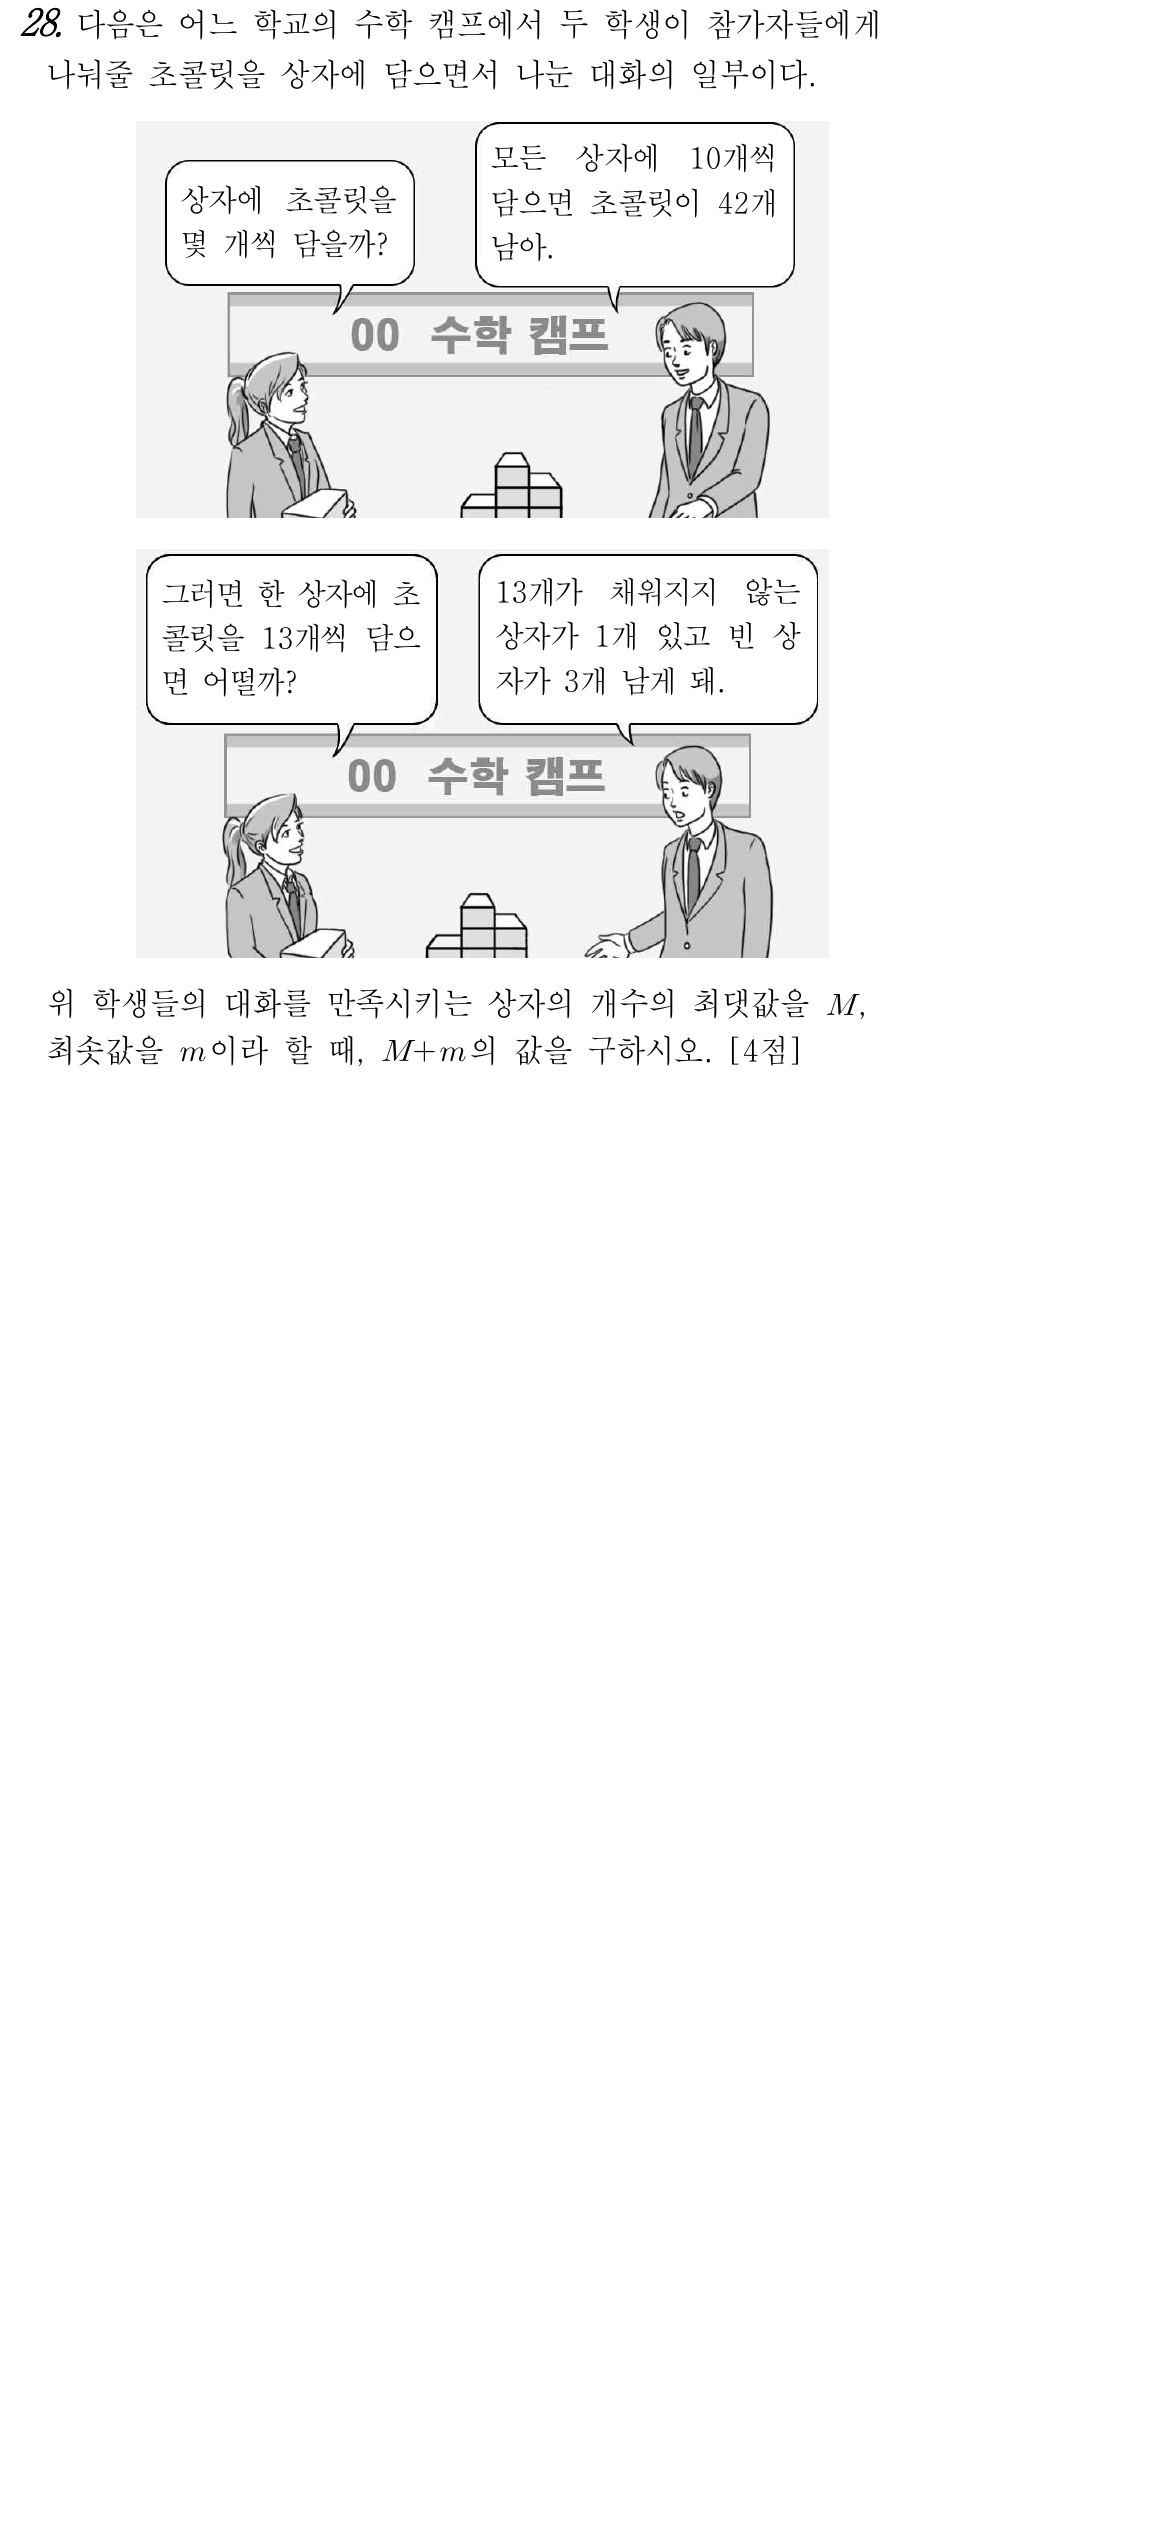 28. 다음은 어느 학교의 수학 캠프에서 두 학생이 참가자들에게
나눠줄 초콜릿을 상자에 담으면서 나눈 대화의 일부이다.
상자에 초콜릿을
몇 개씩 담을까?
모든 상자에 10개씩
담으면 초콜릿이 42개
남아.
00 수학 캠프
그러면 한 상자에 초
콜릿을 13개씩 담으
면 어떨까?
13개가 채워지지 않는
상자가 1개 있고 빈 상
자가 3개 남게 돼.
00 수학 캠프
위 학생들의 대화를 만족시키는 상자의 개수의 최댓값을 M,
최솟값을 m이라 할 때, M+m의 값을 구하시오. [4점]